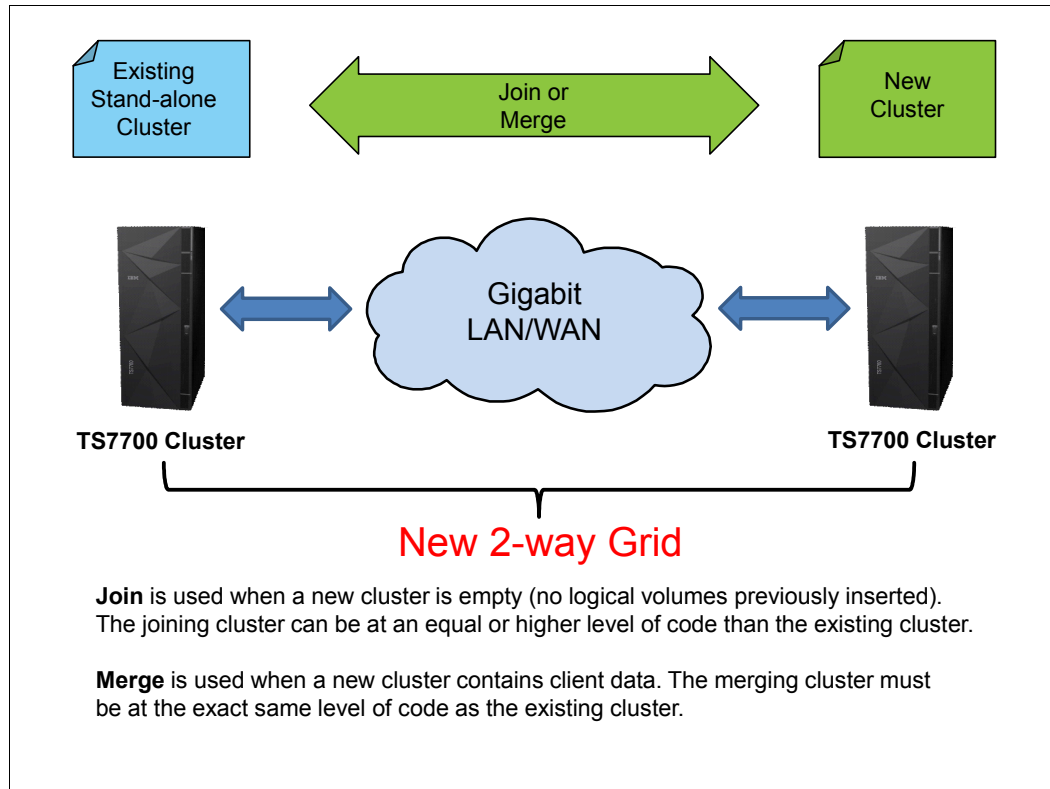 Existing
Stand-alone
Cluster
Join or
Merge
New
Cluster
Gigabit
LAN/WAN
IBM
TS7700
TS7700 Cluster
TS7700 Cluster
New 2-way Grid
Join is used when a new cluster is empty (no logical volumes previously inserted).
The joining cluster can be at an equal or higher level of code than the existing cluster.
Merge is used when a new cluster contains client data. The merging cluster must
be at the exact same level of code as the existing cluster.